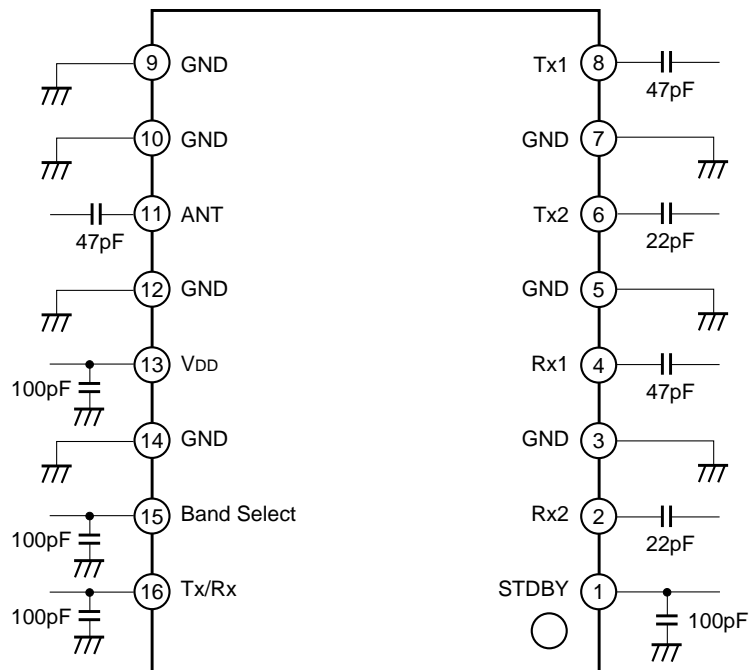 9 GND Tx1 8
47pF
10 GND GND 7
11 ANT Tx2 6
47pF 22pF
12 GND GND 5
13 VDD Rx1 4
100pF 47pF
14 GND GND 3
15 Band Select Rx2 2
100pF 22pF
16 Tx/Rx STDBY 1
100pF 100pF